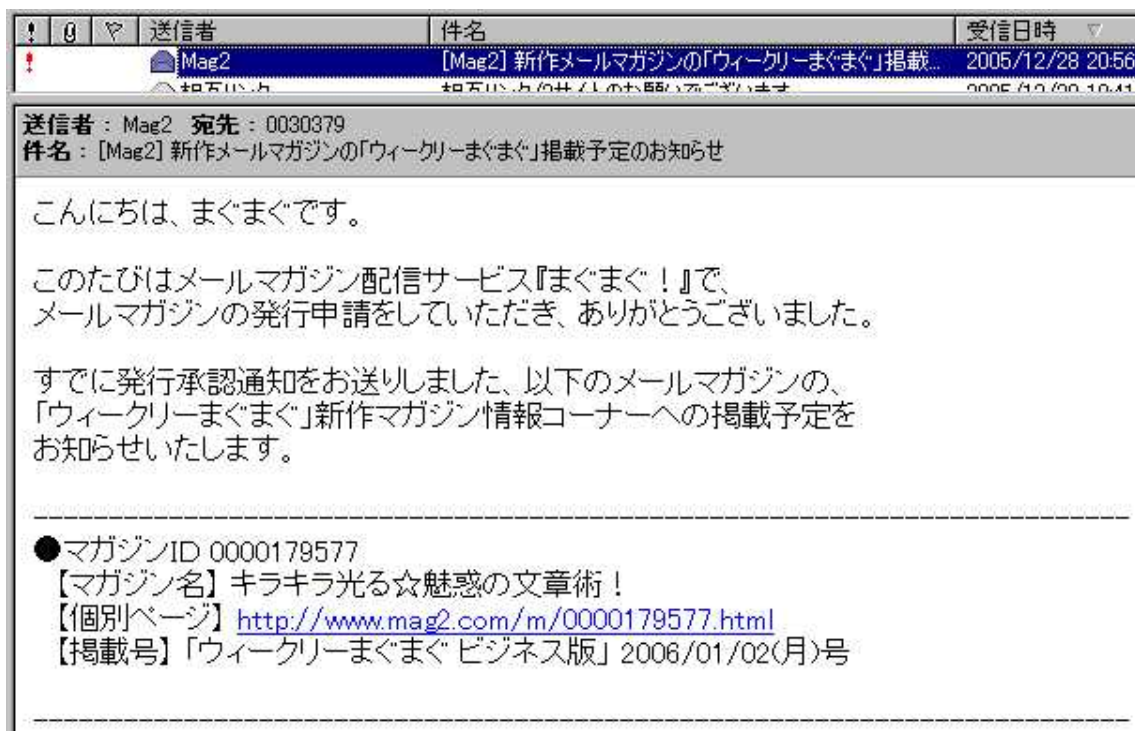 送信者 件名 受信日時
Mag2 [Mag2] 新作メールマガジンの「ウィークリーまぐまぐ」掲載... 2005/12/28 20:56
送信者 : Mag2 宛先 : 0030379
件名 : [Mag2] 新作メールマガジンの「ウィークリーまぐまぐ」掲載予定のお知らせ
こんにちは、まぐまぐです。
このたびはメールマガジン配信サービス『まぐまぐ！』で、
メールマガジンの発行申請をしていただき、ありがとうございました。
すでに発行承認通知をお送りしました、以下のメールマガジンの、
「ウィークリーまぐまぐ」新作マガジン情報コーナーへの掲載予定を
お知らせいたします。
●マガジンID 0000179577
【マガジン名】キラキラ光る☆魅惑の文章術！
【個別ページ】http://www.mag2.com/m/0000179577.html
【掲載号】「ウィークリーまぐまぐ ビジネス版」 2006/01/02(月)号